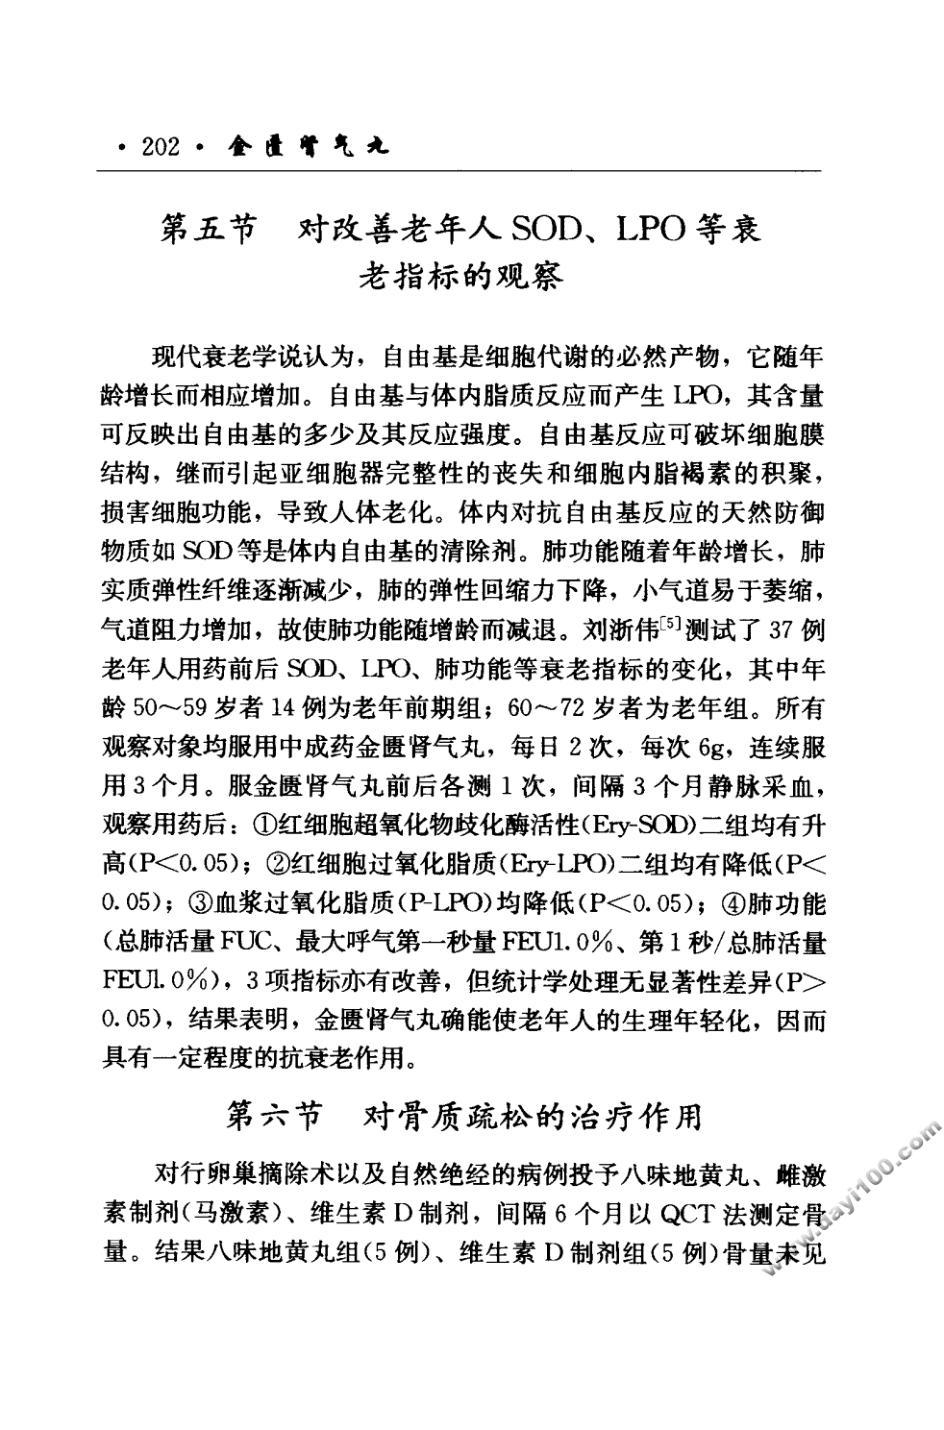 · 202 · 金匮肾气丸
第五节　对改善老年人 SOD、LPO 等衰
老指标的观察
现代衰老学说认为，自由基是细胞代谢的必然产物，它随年
龄增长而相应增加。自由基与体内脂质反应而产生 LPO，其含量
可反映出自由基的多少及其反应强度。自由基反应可破坏细胞膜
结构，继而引起亚细胞器完整性的丧失和细胞内脂褐素的积聚，
损害细胞功能，导致人体老化。体内对抗自由基反应的天然防御
物质如 SOD 等是体内自由基的清除剂。肺功能随着年龄增长，肺
实质弹性纤维逐渐减少，肺的弹性回缩力下降，小气道易于萎缩，
气道阻力增加，故使肺功能随增龄而减退。刘浙伟[5]测试了 37 例
老年人用药前后 SOD、LPO、肺功能等衰老指标的变化，其中年
龄 50～59 岁者 14 例为老年前期组；60～72 岁者为老年组。所有
观察对象均服用中成药金匮肾气丸，每日 2 次，每次 6g，连续服
用 3 个月。服金匮肾气丸前后各测 1 次，间隔 3 个月静脉采血，
观察用药后：①红细胞超氧化物歧化酶活性(Ery-SOD)二组均有升
高(P<0.05)；②红细胞过氧化脂质(Ery-LPO)二组均有降低(P<
0.05)；③血浆过氧化脂质(P-LPO)均降低(P<0.05)；④肺功能
(总肺活量 FUC、最大呼气第一秒量 FEU1.0%、第 1 秒/总肺活量
FEU1.0%)，3 项指标亦有改善，但统计学处理无显著性差异(P>
0.05)，结果表明，金匮肾气丸确能使老年人的生理年轻化，因而
具有一定程度的抗衰老作用。
第六节　对骨质疏松的治疗作用
对行卵巢摘除术以及自然绝经的病例投予八味地黄丸、雌激
素制剂(马激素)、维生素 D 制剂，间隔 6 个月以 QCT 法测定骨
量。结果八味地黄丸组(5 例)、维生素 D 制剂组(5 例)骨量未见
www.dayi100.com